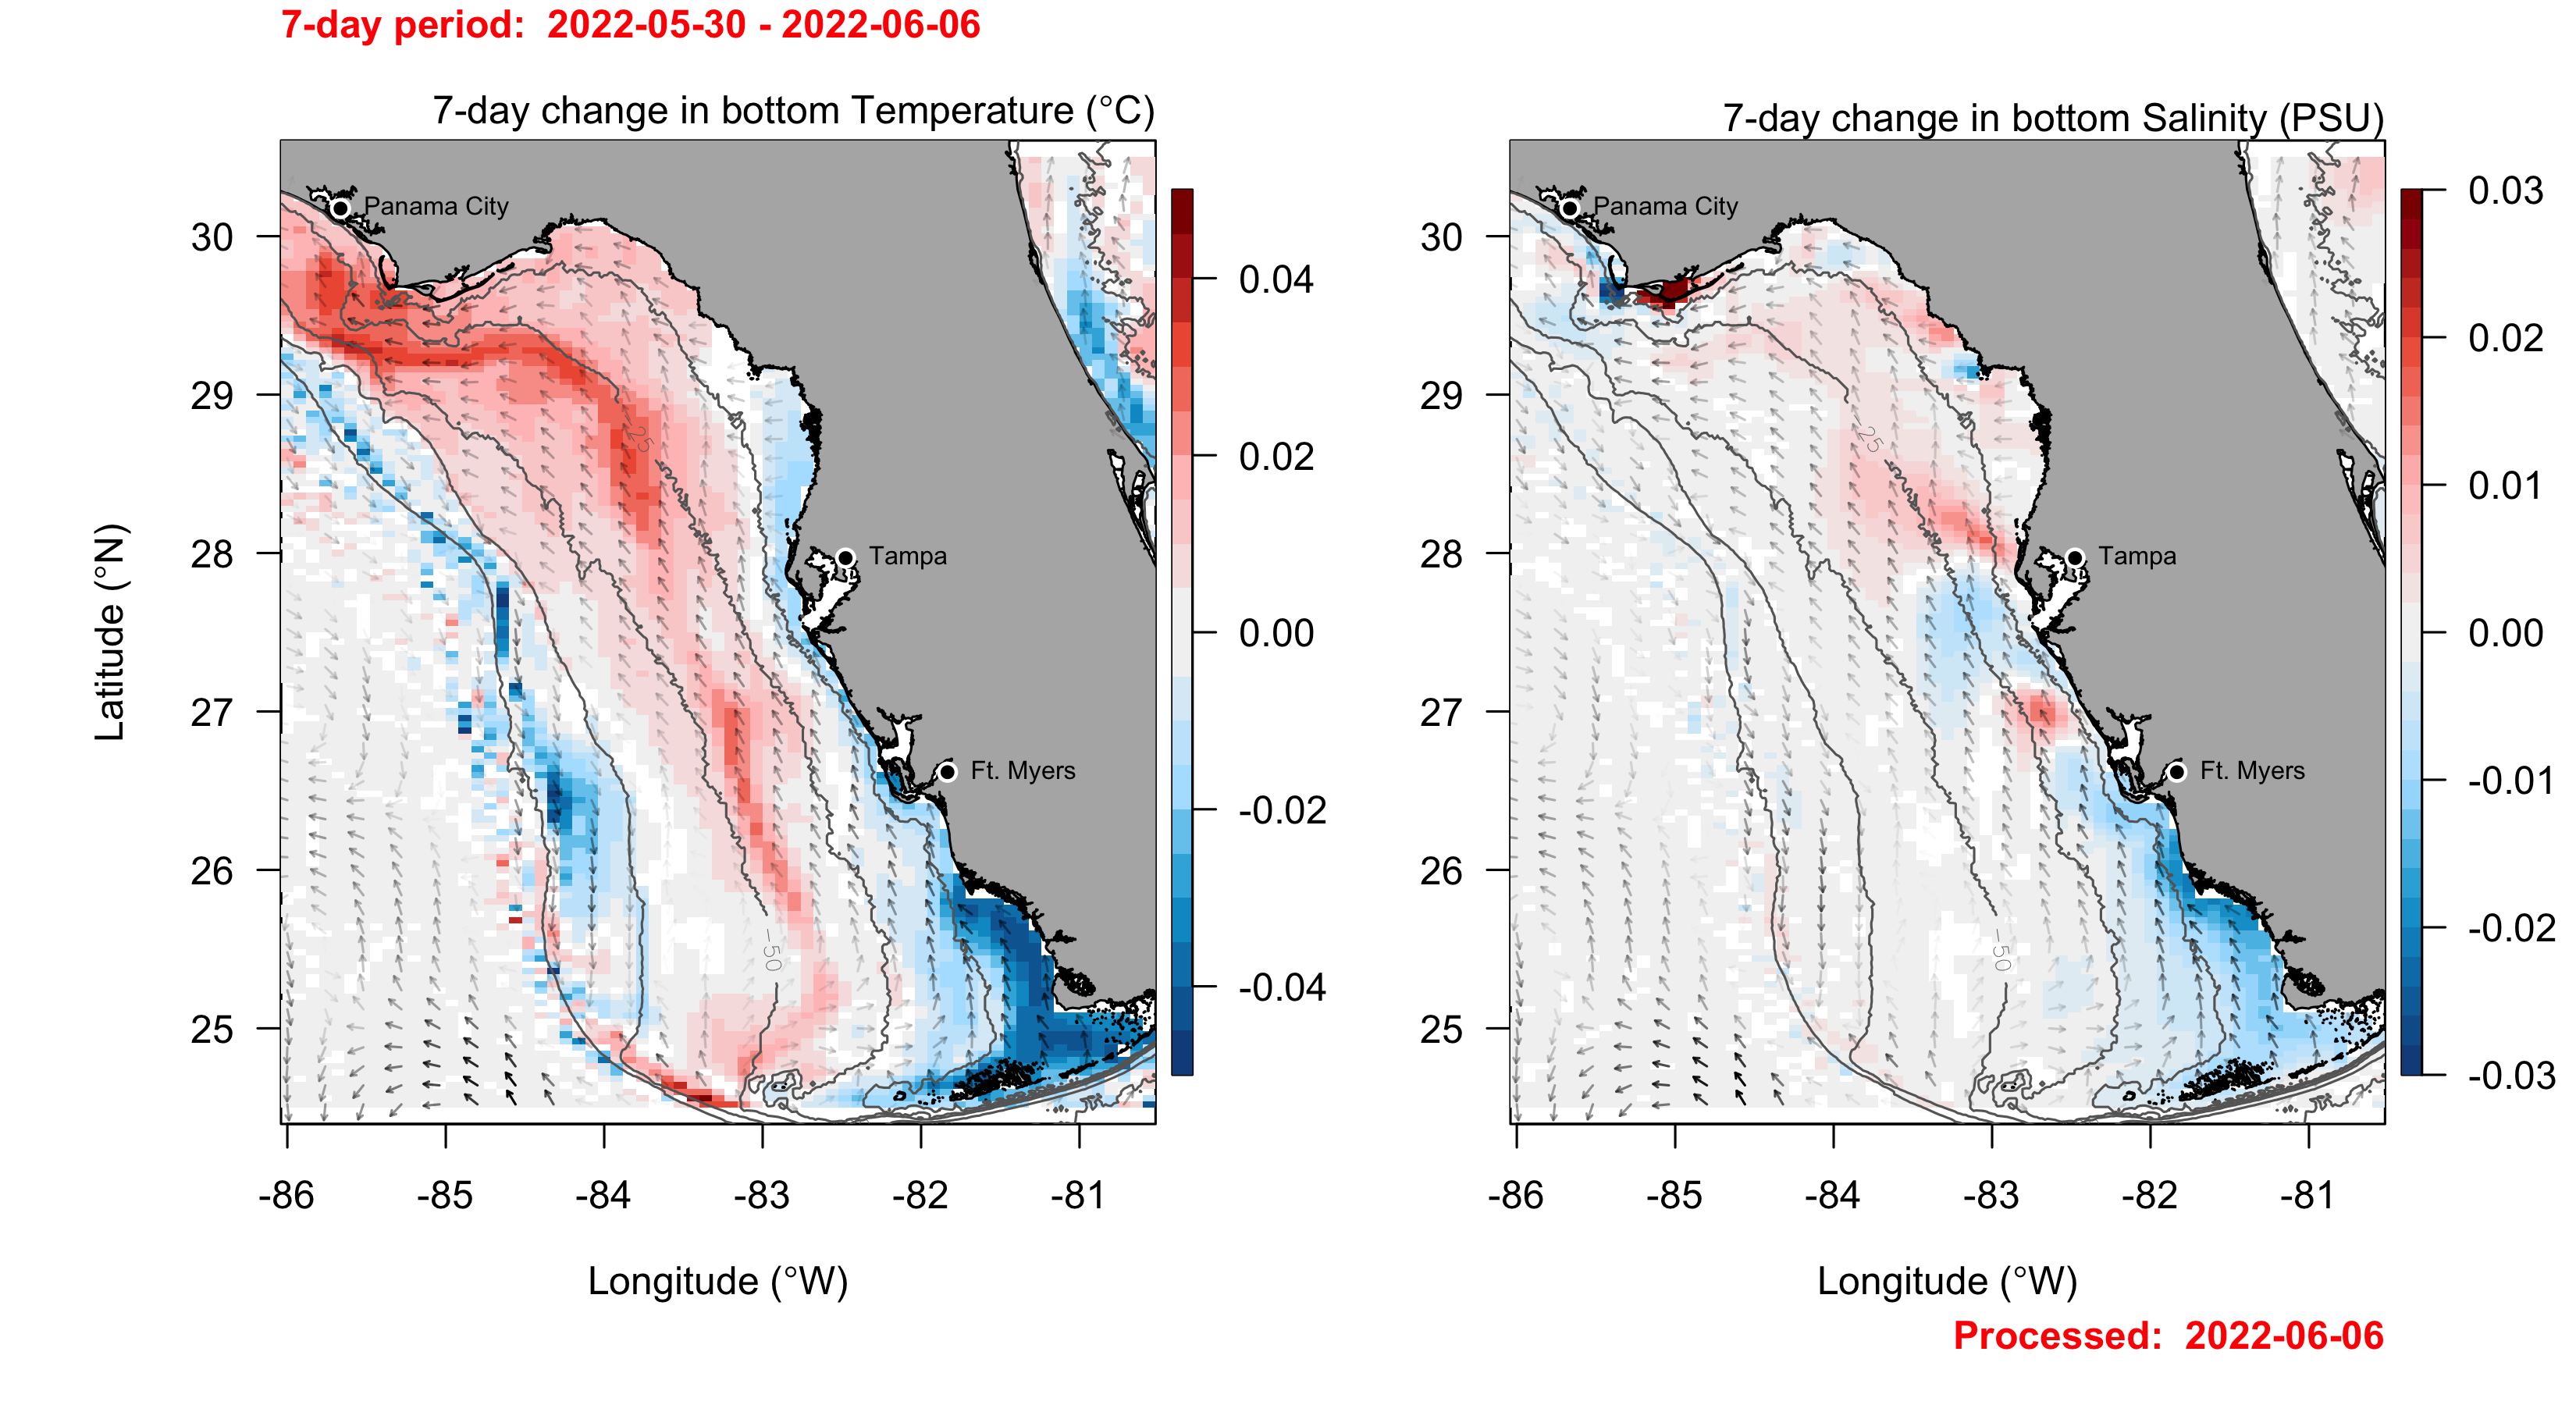 7-day period:  2022-05-30 - 2022-06-06
7-day change in bottom Temperature (°C)
7-day change in bottom Salinity (PSU)
Panama City
Tampa
Ft. Myers
-25
-50
30
29
28
27
26
25
Latitude (°N)
-86 -85 -84 -83 -82 -81
Longitude (°W)
0.04
0.02
0.00
-0.02
-0.04
Panama City
Tampa
Ft. Myers
-25
-50
30
29
28
27
26
25
-86 -85 -84 -83 -82 -81
Longitude (°W)
0.03
0.02
0.01
0.00
-0.01
-0.02
-0.03
Processed:  2022-06-06